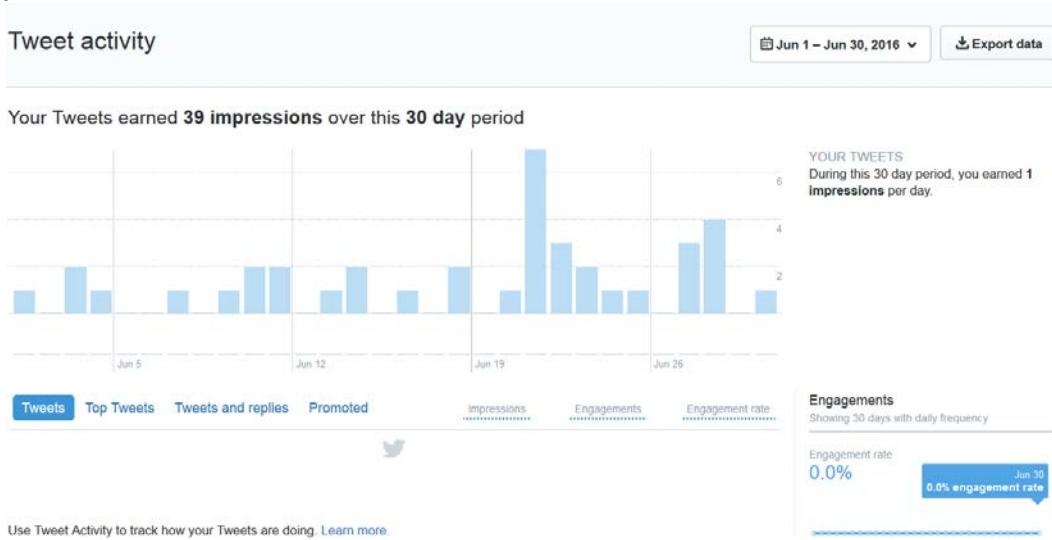 Tweet activity
Jun 1 – Jun 30, 2016
Export data
Your Tweets earned 39 impressions over this 30 day period
6
4
2
Jun 5
Jun 12
Jun 19
Jun 26
YOUR TWEETS
During this 30 day period, you earned 1
impressions per day.
Tweets Top Tweets Tweets and replies Promoted
Impressions Engagements Engagement rate
Use Tweet Activity to track how your Tweets are doing. Learn more.
Engagements
Showing 30 days with daily frequency
Engagement rate
0.0%
Jun 30
0.0% engagement rate